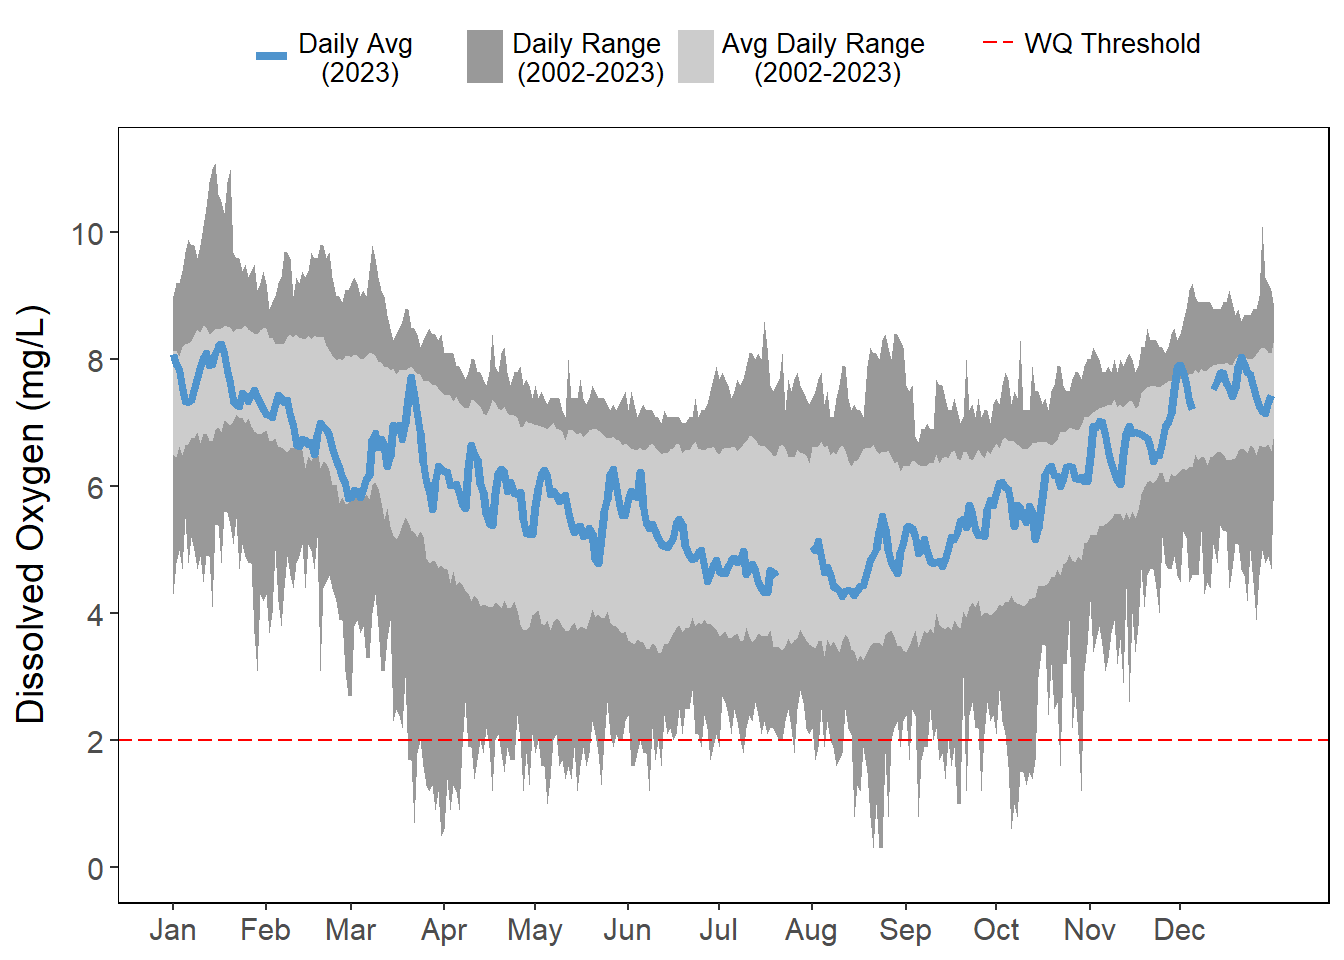 Daily Avg
(2023)
Daily Range
(2002-2023)
Avg Daily Range
(2002-2023)
WQ Threshold
Dissolved Oxygen (mg/L)
10
8
6
4
2
0
Jan Feb Mar Apr May Jun Jul Aug Sep Oct Nov Dec